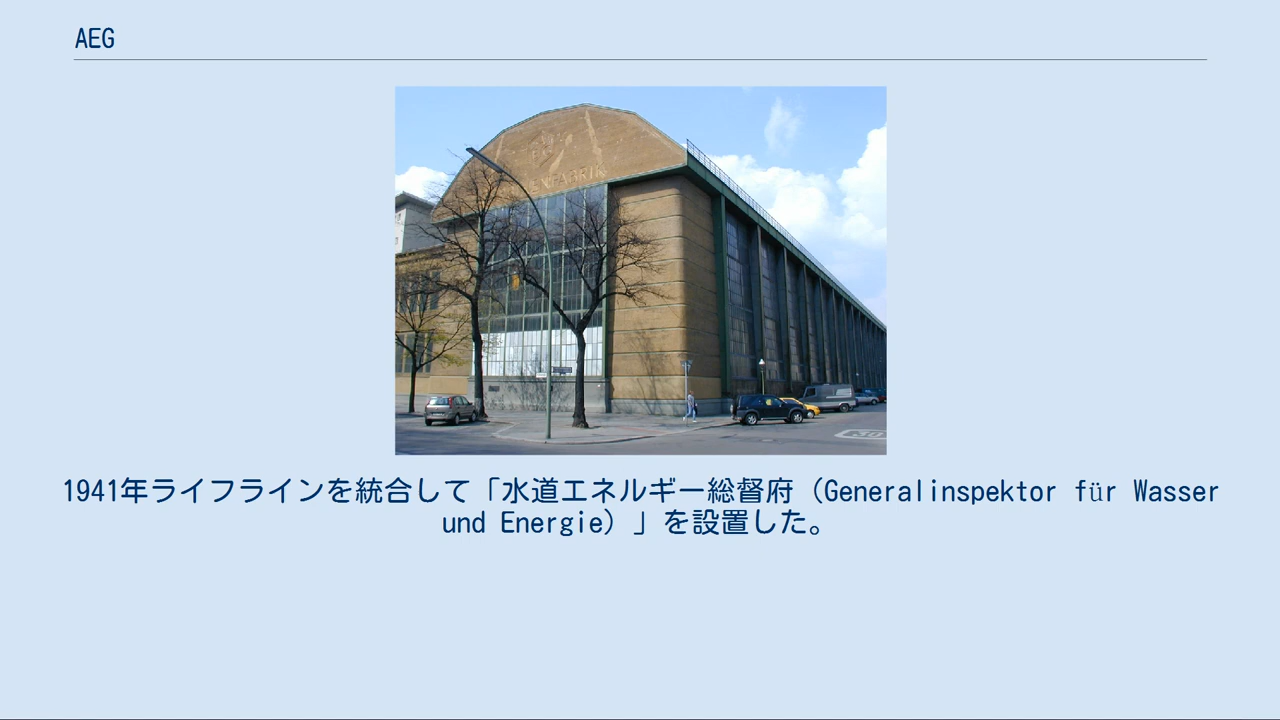 AEG
1941年ライフラインを統合して「水道エネルギー総督府（Generalinspektor für Wasser
und Energie）」を設置した。
30